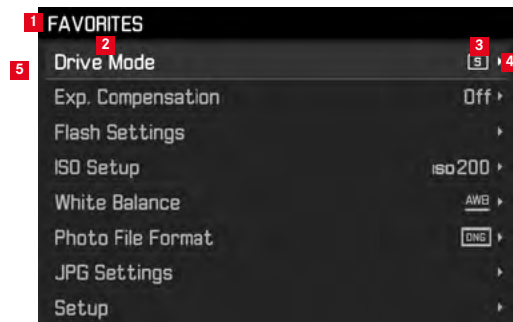 1 FAVORITES
2
3
Drive Mode S 4
5
Exp. Compensation Off
Flash Settings
ISO Setup ISO200
White Balance AWB
Photo File Format DNG
JPG Settings
Setup